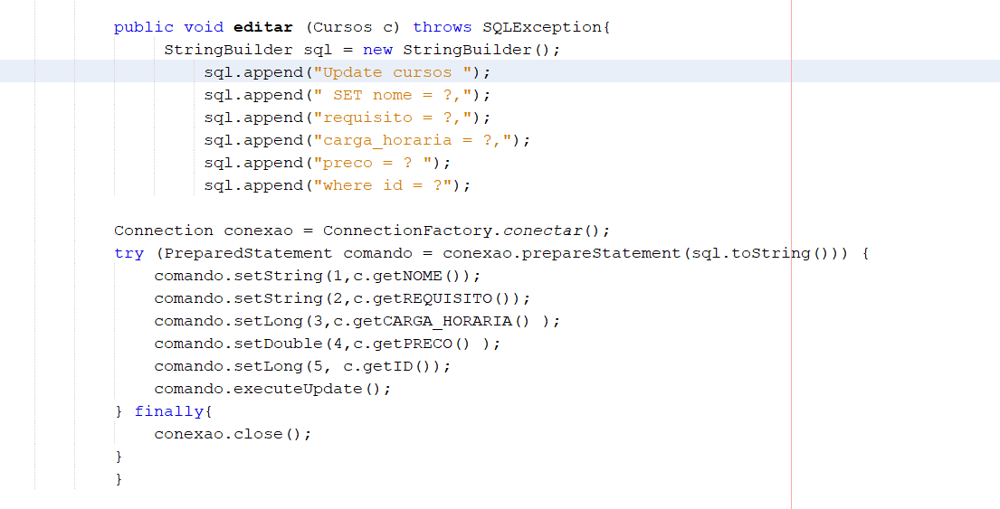 public void editar (Cursos c) throws SQLException{
StringBuilder sql = new StringBuilder();
sql.append("Update cursos ");
sql.append(" SET nome = ?,");
sql.append("requisito = ?,");
sql.append("carga_horaria = ?,");
sql.append("preco = ? ");
sql.append("where id = ?");
Connection conexao = ConnectionFactory.conectar();
try (PreparedStatement comando = conexao.prepareStatement(sql.toString())) {
comando.setString(1,c.getNOME());
comando.setString(2,c.getREQUISITO());
comando.setLong(3,c.getCARGA_HORARIA() );
comando.setDouble(4,c.getPRECO() );
comando.setLong(5, c.getID());
comando.executeUpdate();
} finally{
conexao.close();
}
}